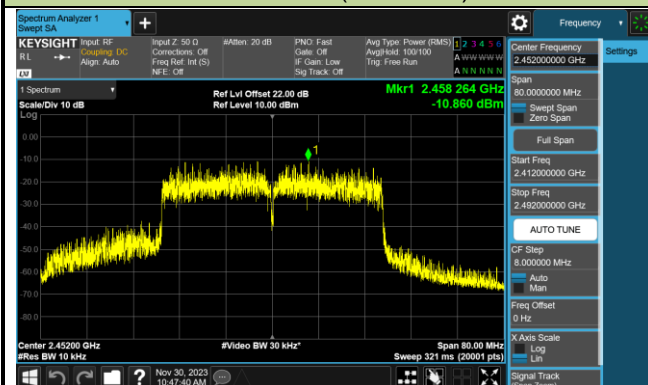 Spectrum Analyzer 1
Swept SA
Frequency
KEYSIGHT
RL
Input: RF
Coupling: DC
Align: Auto
Input Z: 50 Ω
Corrections: Off
Freq Ref: Int (S)
NFE: Off
#Atten: 20 dB
PNO: Fast
Gate: Off
IF Gain: Low
Sig Track: Off
Avg Type: Power (RMS)
Avg|Hold: 100/100
Trig: Free Run
1 2 3 4 5 6
A W W W W W
A N N N N N
Center Frequency
2.452000000 GHz
Settings
Span
80.0000000 MHz
Swept Span
Zero Span
Full Span
Start Freq
2.412000000 GHz
Stop Freq
2.492000000 GHz
AUTO TUNE
CF Step
8.000000 MHz
Auto
Man
Freq Offset
0 Hz
X Axis Scale
Log
Lin
Signal Track
1 Spectrum
Scale/Div 10 dB
Log
Ref Lvl Offset 22.00 dB
Ref Level 10.00 dBm
Mkr1 2.458 264 GHz
-10.860 dBm
1
0.00
-10.0
-20.0
-30.0
-40.0
-50.0
-60.0
-70.0
-80.0
Center 2.45200 GHz
#Res BW 10 kHz
#Video BW 30 kHz*
Span 80.00 MHz
Sweep 321 ms (20001 pts)
?
Nov 30, 2023
10:47:40 AM